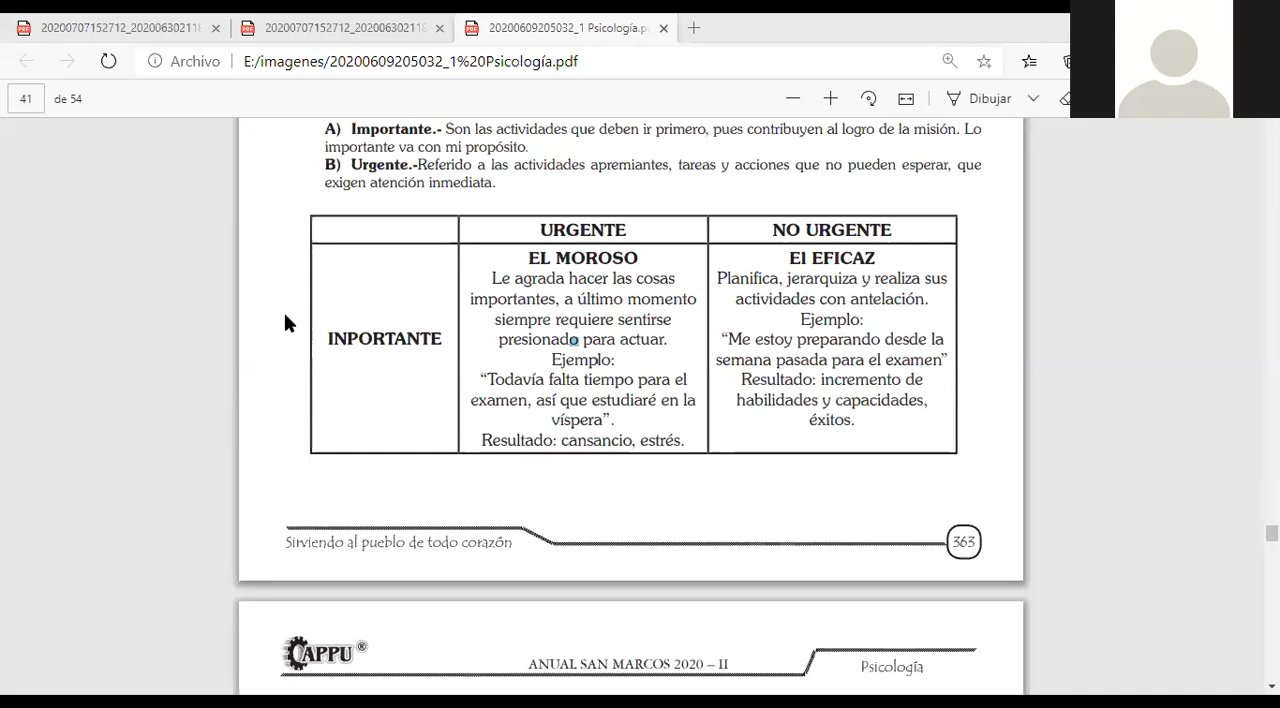 20200707152712_202006302118
20200707152712_202006302118
20200609205032_1 Psicología.p
Archivo
E:/imagenes/20200609205032_1%20Psicología.pdf
41
de 54
Dibujar
A) Importante.- Son las actividades que deben ir primero, pues contribuyen al logro de la misión. Lo
importante va con mi propósito.
B) Urgente.-Referido a las actividades apremiantes, tareas y acciones que no pueden esperar, que
exigen atención inmediata.
URGENTE
NO URGENTE
INPORTANTE
EL MOROSO
Le agrada hacer las cosas
importantes, a último momento
siempre requiere sentirse
presionado para actuar.
Ejemplo:
“Todavía falta tiempo para el
examen, así que estudiaré en la
víspera”.
Resultado: cansancio, estrés.
El EFICAZ
Planifica, jerarquiza y realiza sus
actividades con antelación.
Ejemplo:
“Me estoy preparando desde la
semana pasada para el examen”
Resultado: incremento de
habilidades y capacidades,
éxitos.
Sirviendo al pueblo de todo corazón
363
CAPPU ®
ANUAL SAN MARCOS 2020 – II
Psicología